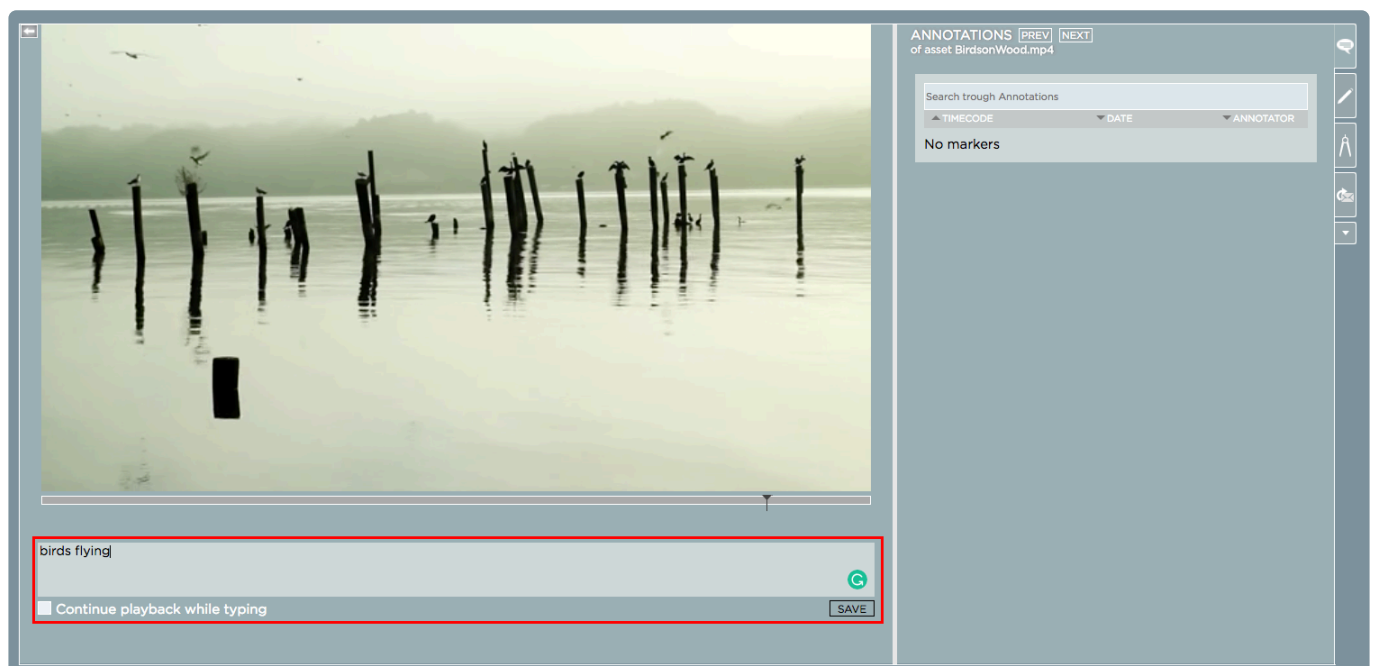 ANNOTATIONS PREV NEXT
of asset BirdsonWood.mp4
Search trough Annotations
TIMECODE DATE ANNOTATOR
No markers
birds flying
Continue playback while typing
SAVE